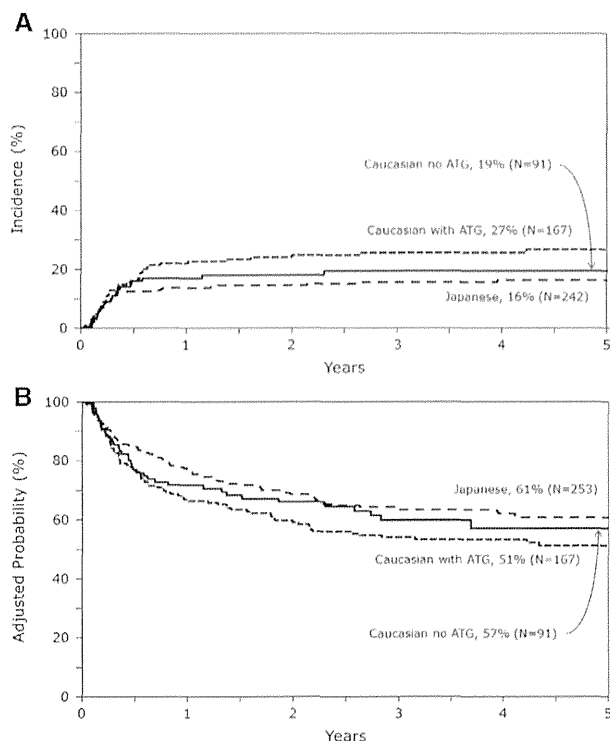 A
100
80
60
40
20
0
Incidence (%)
Caucasian no ATG, 19% (N=91)
Caucasian with ATG, 27% (N=167)
Japanese, 16% (N=242)
0 1 2 3 4 5
Years
B
100
80
60
40
20
0
Adjusted Probability (%)
Japanese, 61% (N=253)
Caucasian with ATG, 51% (N=167)
Caucasian no ATG, 57% (N=91)
0 1 2 3 4 5
Years